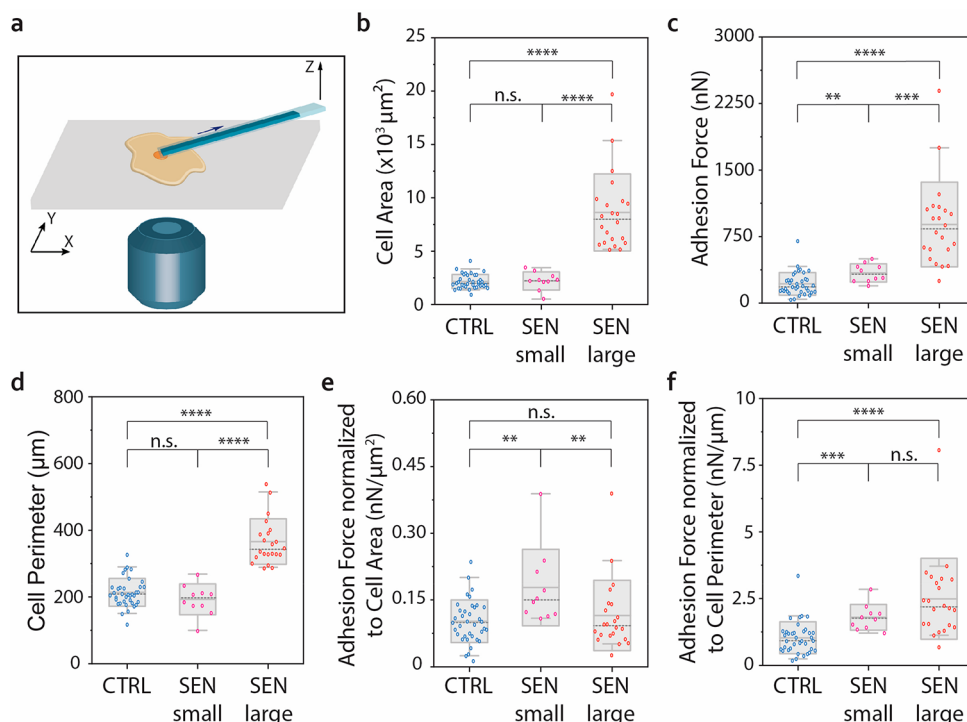 a
Z
Y
X
b
Cell Area (x10³ μm²)
25
20
15
10
5
0
****
n.s.
****
CTRL
SEN
small
SEN
large
c
Adhesion Force (nN)
3000
2250
1500
750
0
****
**
***
CTRL
SEN
small
SEN
large
d
Cell Perimeter (μm)
800
600
400
200
0
****
n.s.
****
CTRL
SEN
small
SEN
large
e
Adhesion Force normalized
to Cell Area (nN/μm²)
0.60
0.45
0.30
0.15
0
n.s.
**
**
CTRL
SEN
small
SEN
large
f
Adhesion Force normalized
to Cell Perimeter (nN/μm)
10
7.5
5
2.5
0
****
***
n.s.
CTRL
SEN
small
SEN
large